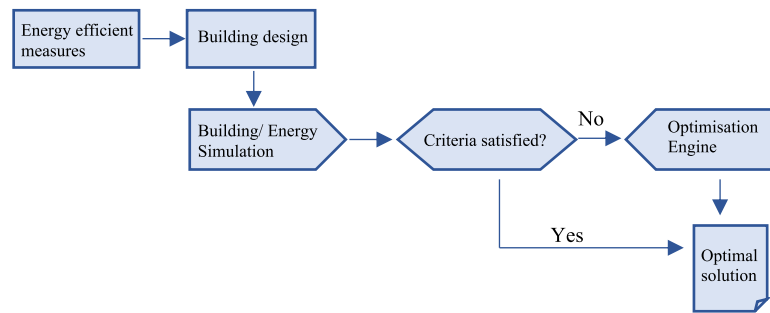 Energy efficient
measures
Building design
Building/ Energy
Simulation
Criteria satisfied?
No
Optimisation
Engine
Yes
Optimal
solution